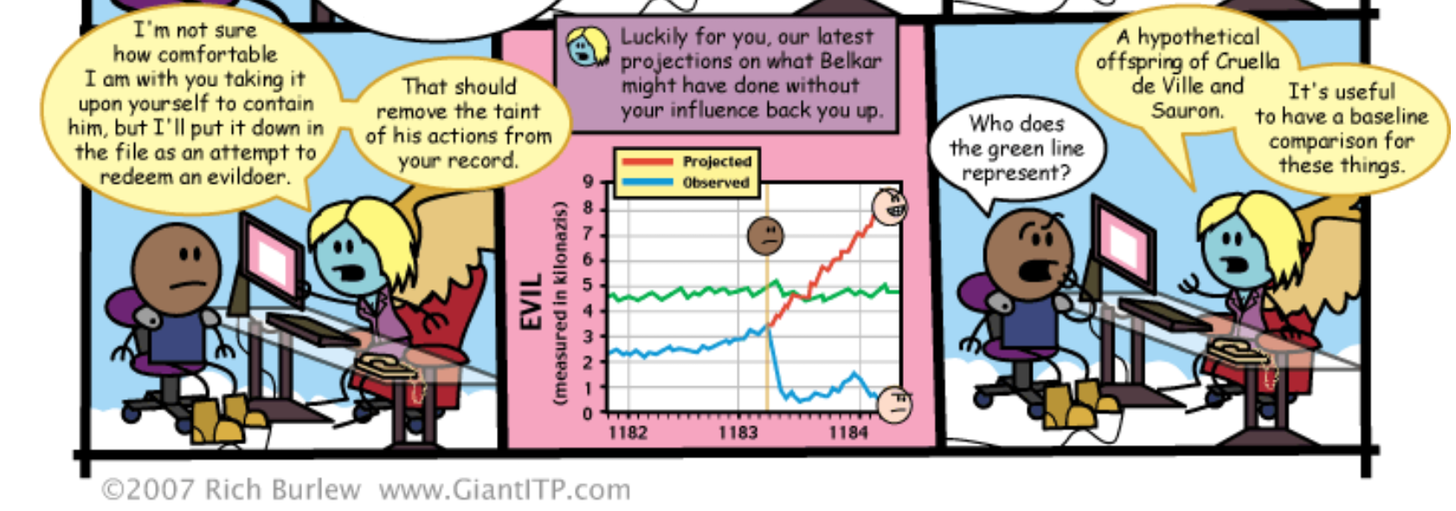 I'm not sure
how comfortable
I am with you taking it
upon yourself to contain
him, but I'll put it down in
the file as an attempt to
redeem an evildoer.
That should
remove the taint
of his actions from
your record.
Luckily for you, our latest
projections on what Belkar
might have done without
your influence back you up.
Projected
Observed
EVIL
(measured in kilonazis)
9
8
7
6
5
4
3
2
1
0
1182 1183 1184
Who does
the green line
represent?
A hypothetical
offspring of Cruella
de Ville and
Sauron.
It's useful
to have a baseline
comparison for
these things.
©2007 Rich Burlew www.GiantITP.com